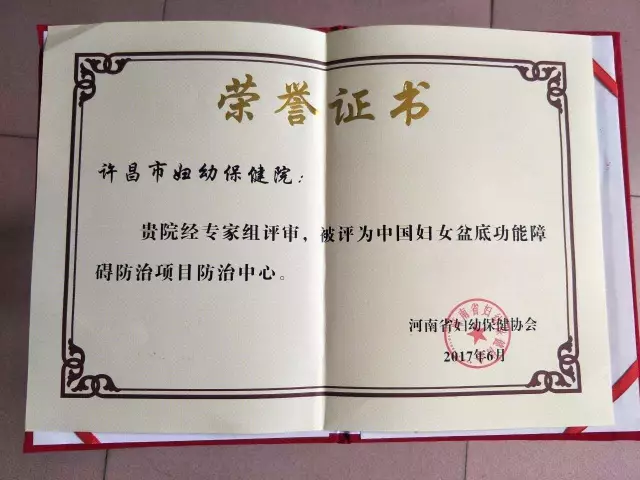 荣誉证书
许昌市妇幼保健院：
贵院经专家组评审，被评为中国妇女盆底功能障
碍防治项目防治中心。
河南省妇幼保健协会
2017年6月